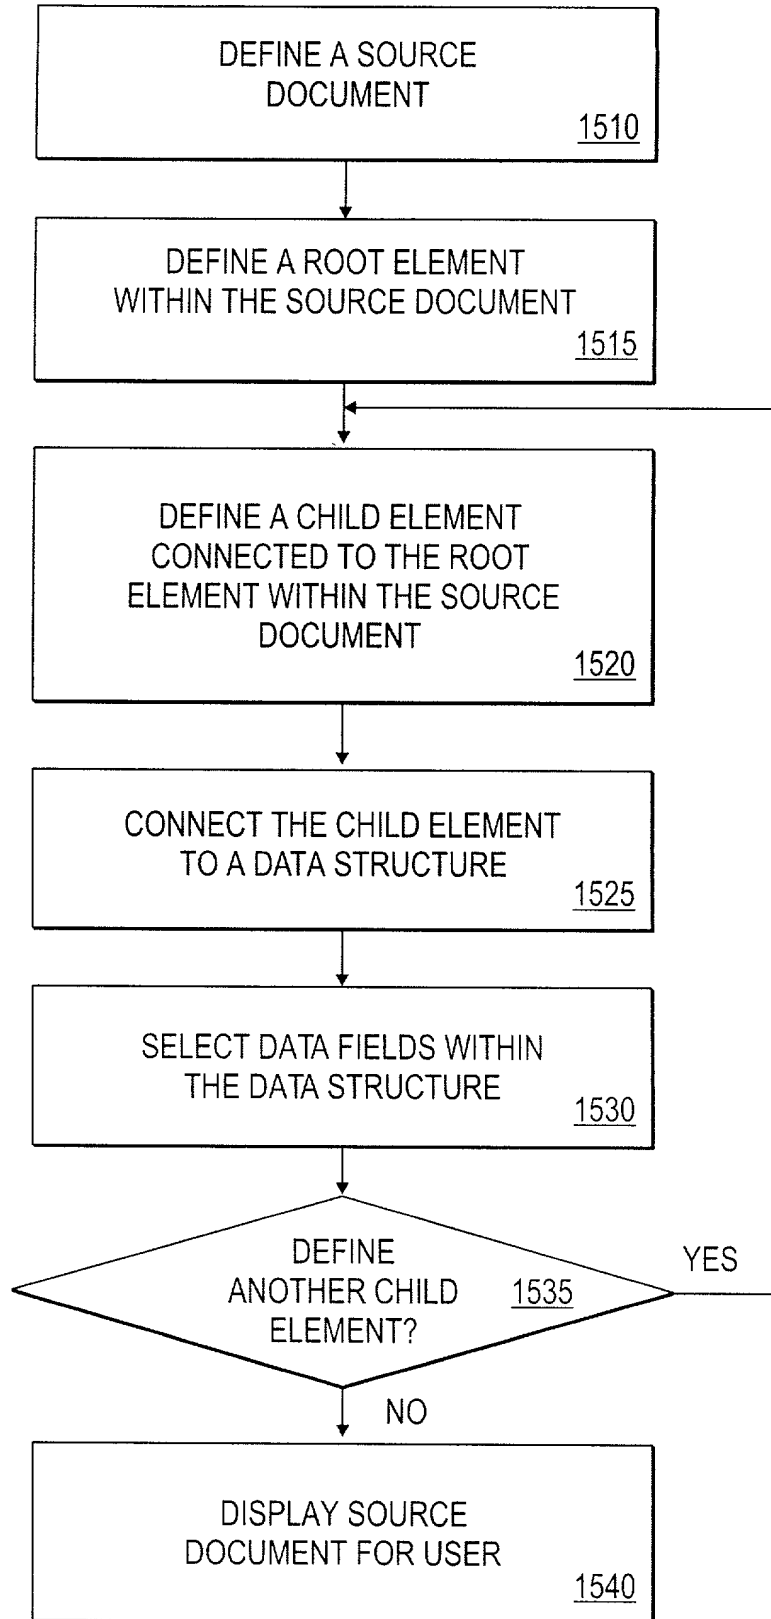 DEFINE A SOURCE
DOCUMENT
1510
DEFINE A ROOT ELEMENT
WITHIN THE SOURCE DOCUMENT
1515
DEFINE A CHILD ELEMENT
CONNECTED TO THE ROOT
ELEMENT WITHIN THE SOURCE
DOCUMENT
1520
CONNECT THE CHILD ELEMENT
TO A DATA STRUCTURE
1525
SELECT DATA FIELDS WITHIN
THE DATA STRUCTURE
1530
DEFINE
ANOTHER CHILD
ELEMENT?
1535
YES
NO
DISPLAY SOURCE
DOCUMENT FOR USER
1540